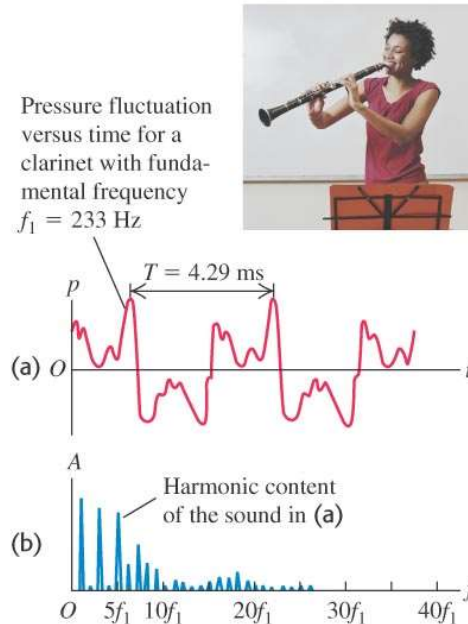 Pressure fluctuation
versus time for a
clarinet with funda-
mental frequency
f₁ = 233 Hz
T = 4.29 ms
p
(a) O
t
A
Harmonic content
of the sound in (a)
(b)
O 5f₁ 10f₁ 20f₁ 30f₁ 40f₁
f